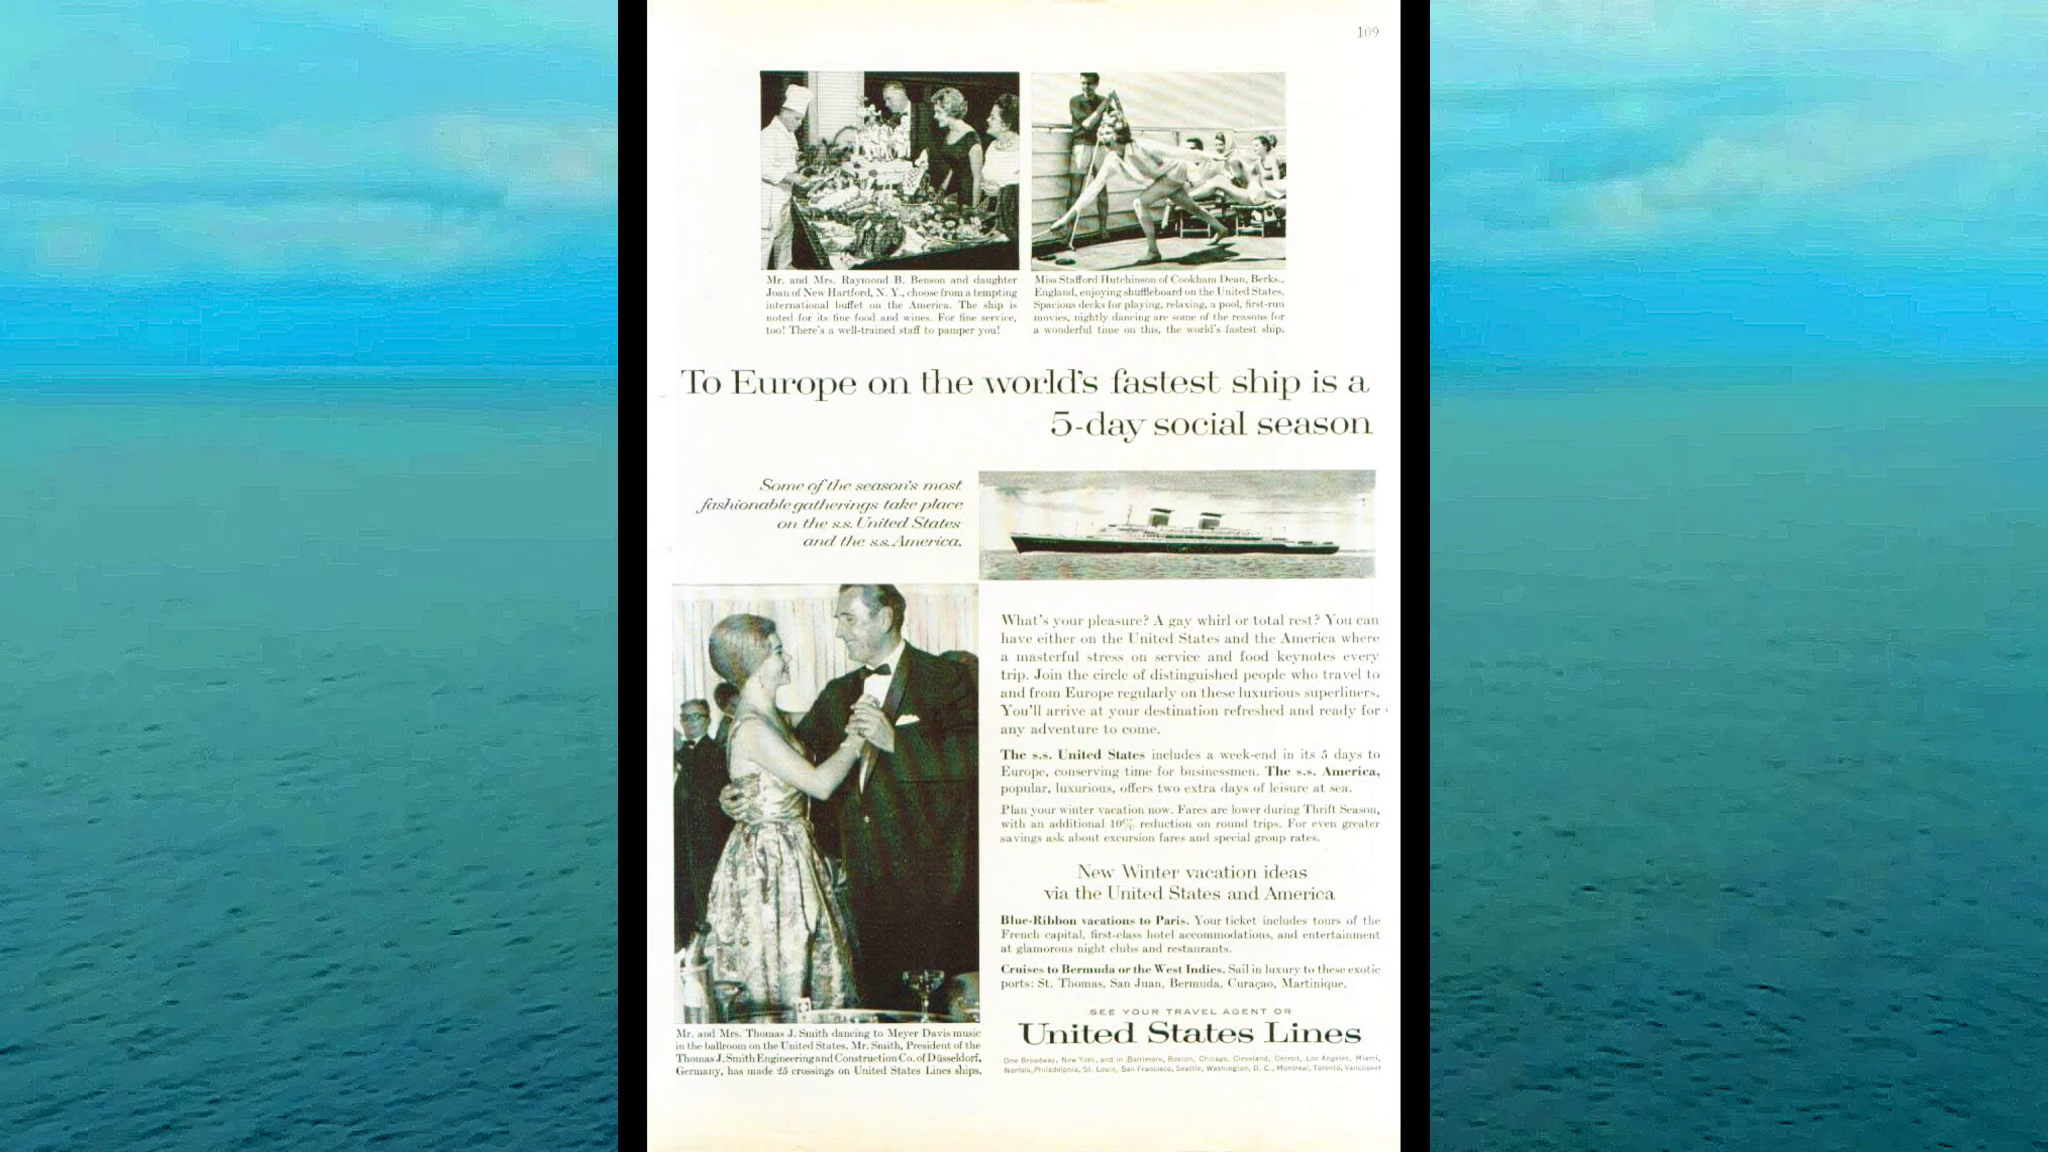 109
Mr. and Mrs. Raymond B. Benson and daughter
Joan of New Hartford, N. Y., choose from a tempting
international buffet on the America. The ship is
noted for its fine food and wines. For fine service,
too! There's a well-trained staff to pamper you!
Miss Stafford Hutchinson of Cookham Dean, Berks.,
England, enjoying shuffleboard on the United States.
Spacious decks for playing, relaxing, a pool, first-run
movies, nightly dancing are some of the reasons for
a wonderful time on this, the world's fastest ship.
To Europe on the world's fastest ship is a
5-day social season
Some of the season's most
fashionable gatherings take place
on the s.s. United States
and the s.s. America.
What's your pleasure? A gay whirl or total rest? You can
have either on the United States and the America where
a masterful stress on service and food keynotes every
trip. Join the circle of distinguished people who travel to
and from Europe regularly on these luxurious superliners.
You'll arrive at your destination refreshed and ready for
any adventure to come.
The s.s. United States includes a week-end in its 5 days to
Europe, conserving time for businessmen. The s.s. America,
popular, luxurious, offers two extra days of leisure at sea.
Plan your winter vacation now. Fares are lower during Thrift Season,
with an additional 10% reduction on round trips. For even greater
savings ask about excursion fares and special group rates.
New Winter vacation ideas
via the United States and America
Blue-Ribbon vacations to Paris. Your ticket includes tours of the
French capital, first-class hotel accommodations, and entertainment
at glamorous night clubs and restaurants.
Cruises to Bermuda or the West Indies. Sail in luxury to these exotic
ports: St. Thomas, San Juan, Bermuda, Curaçao, Martinique.
Mr. and Mrs. Thomas J. Smith dancing to Meyer Davis music
in the ballroom on the United States. Mr. Smith, President of the
Thomas J. Smith Engineering and Construction Co. of Düsseldorf,
Germany, has made 25 crossings on United States Lines ships.
SEE YOUR TRAVEL AGENT OR
United States Lines
One Broadway, New York, and in Baltimore, Boston, Chicago, Cleveland, Detroit, Los Angeles, Miami,
Norfolk, Philadelphia, St. Louis, San Francisco, Seattle, Washington, D. C., Montreal, Toronto, Vancouver